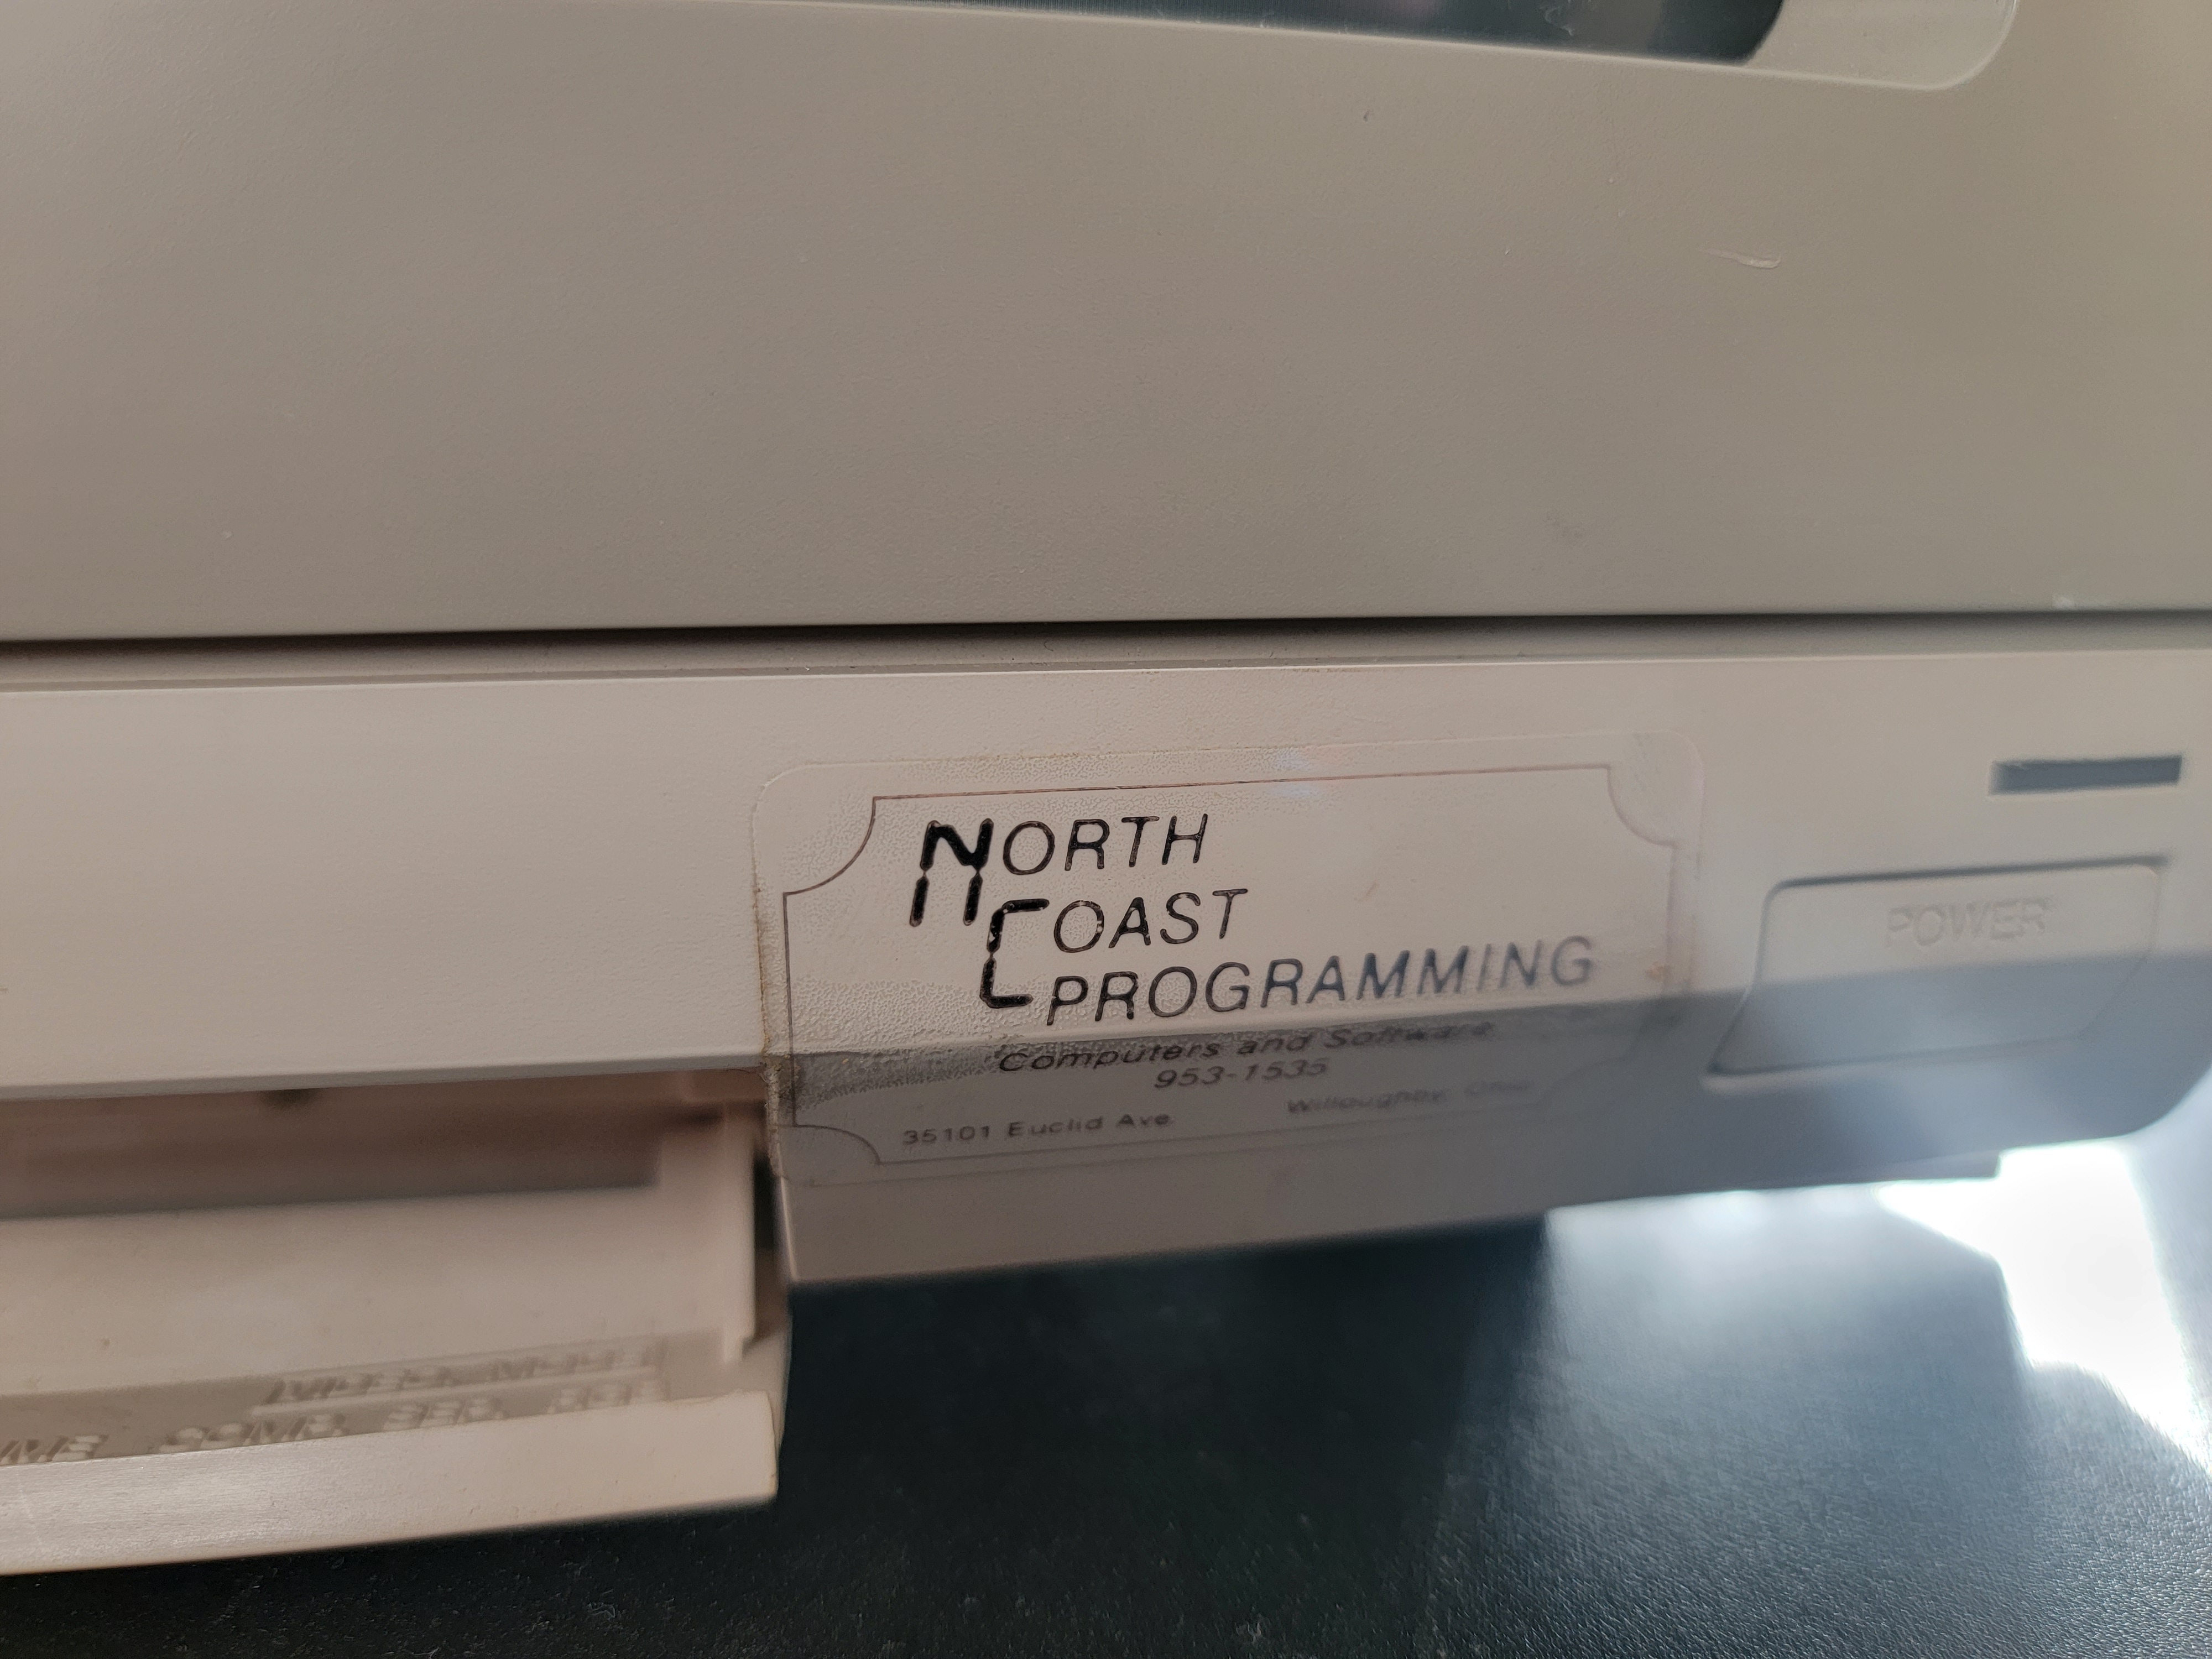 NORTH
COAST
PROGRAMMING
Computers and Software
953-1535
35101 Euclid Ave. Willoughby, Ohio
POWER